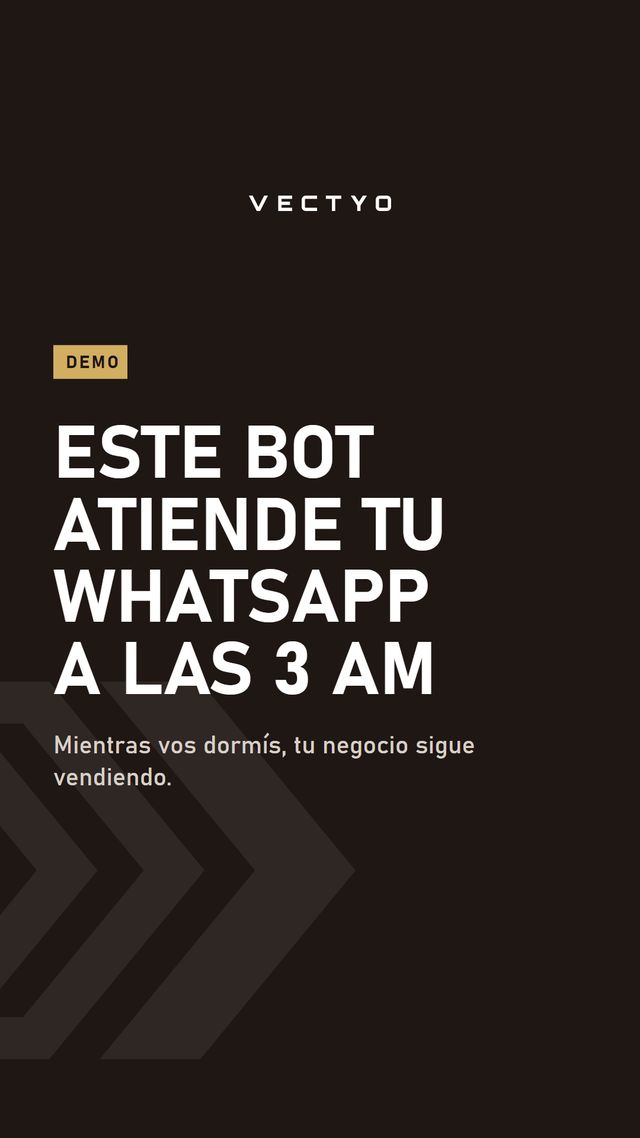 VECTYO
DEMO
ESTE BOT
ATIENDE TU
WHATSAPP
A LAS 3 AM
Mientras vos dormís, tu negocio sigue
vendiendo.